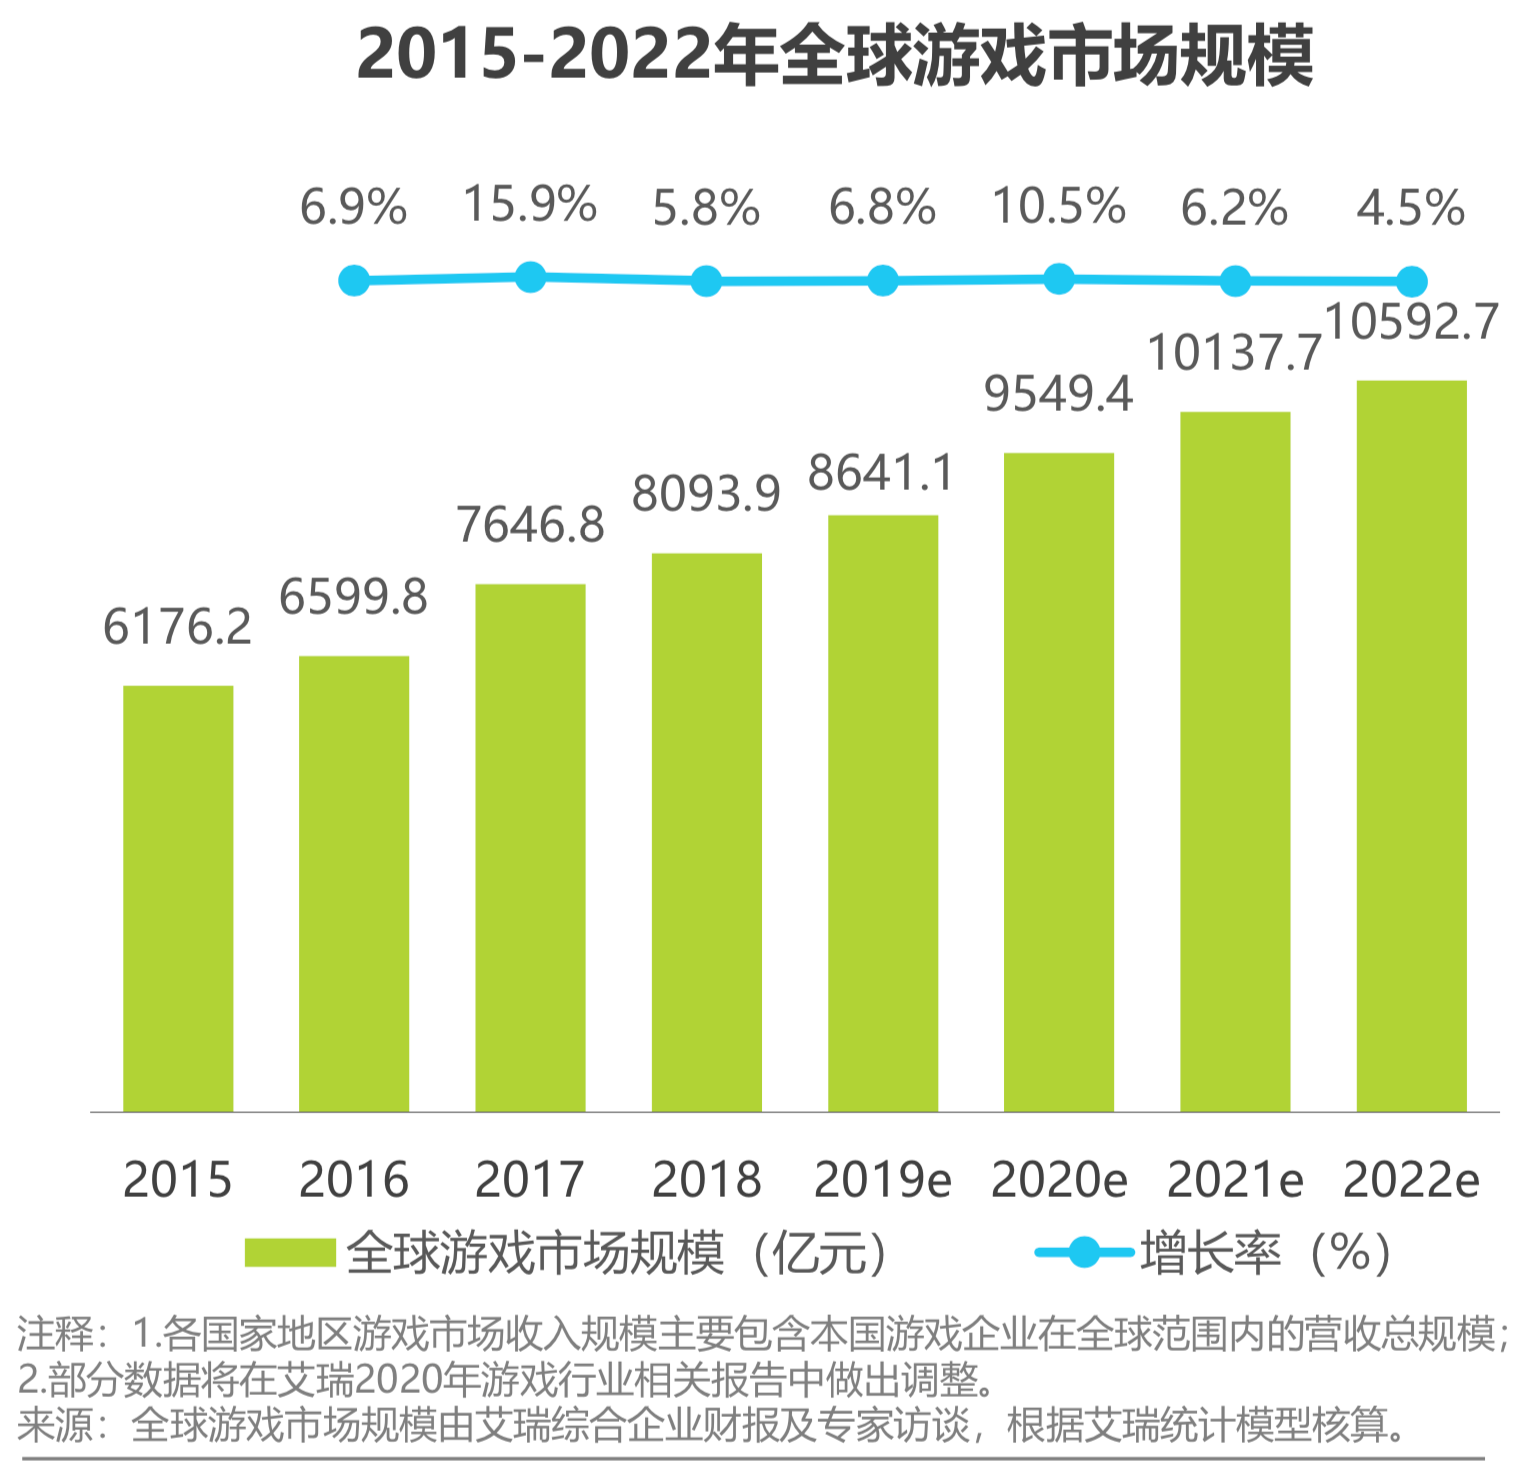 2015-2022年全球游戏市场规模
6.9% 15.9% 5.8% 6.8% 10.5% 6.2% 4.5%
6176.2 6599.8 7646.8 8093.9 8641.1 9549.4 10137.7 10592.7
2015 2016 2017 2018 2019e 2020e 2021e 2022e
全球游戏市场规模（亿元） 增长率（%）
注释：1.各国家地区游戏市场收入规模主要包含本国游戏企业在全球范围内的营收总规模；
2.部分数据将在艾瑞2020年游戏行业相关报告中做出调整。
来源：全球游戏市场规模由艾瑞综合企业财报及专家访谈，根据艾瑞统计模型核算。